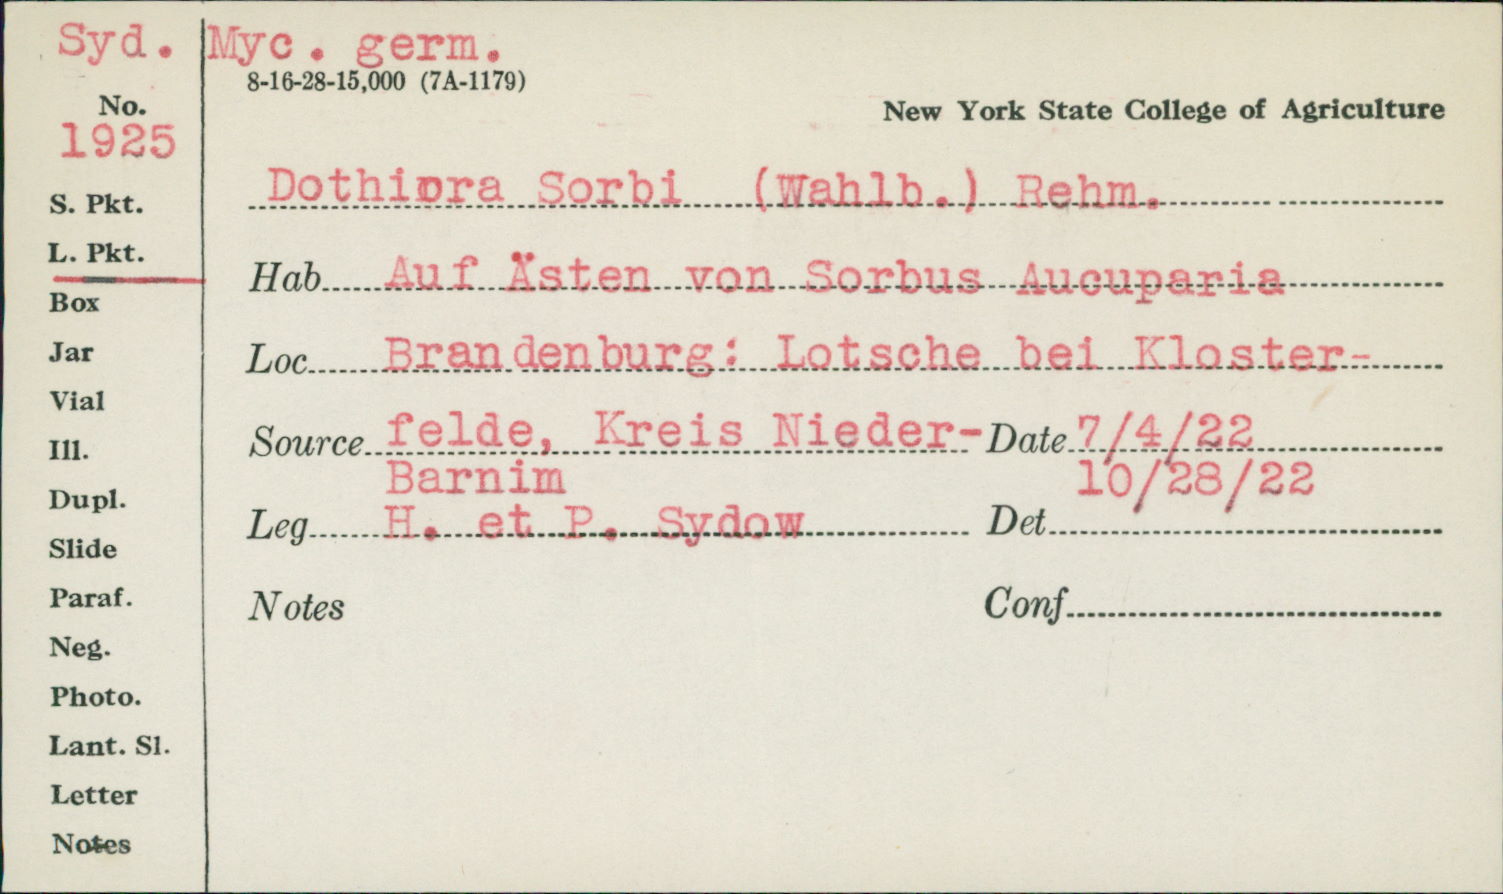 Syd. Myc. germ.
8-16-28-15,000 (7A-1179)
No. New York State College of Agriculture
1925
Dothiora Sorbi (Wahlb.) Rehm.
S. Pkt.
L. Pkt.
Hab Auf Ästen von Sorbus Aucuparia
Box
Jar
Loc Brandenburg: Lotsche bei Kloster-
Vial
Source felde, Kreis Nieder- Date 7/4/22
Ill.
Barnim 10/28/22
Dupl.
Leg H. et P. Sydow Det
Slide
Paraf.
Notes Conf
Neg.
Photo.
Lant. Sl.
Letter
Notes